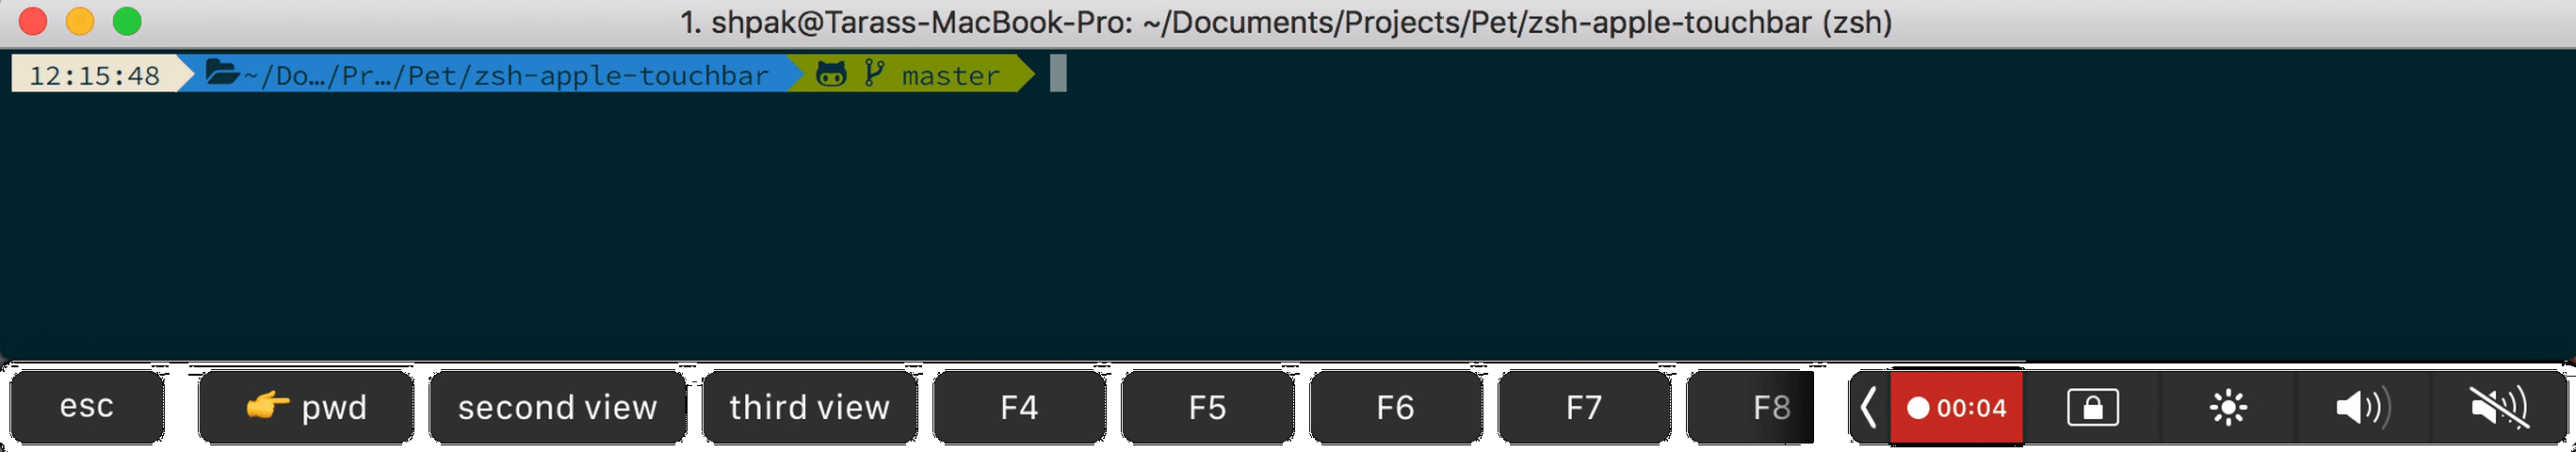 1. shpak@Tarass-MacBook-Pro: ~/Documents/Projects/Pet/zsh-apple-touchbar (zsh)
12:15:48 ~/Do…/Pr…/Pet/zsh-apple-touchbar master
esc 👉 pwd second view third view F4 F5 F6 F7 F8 00:04